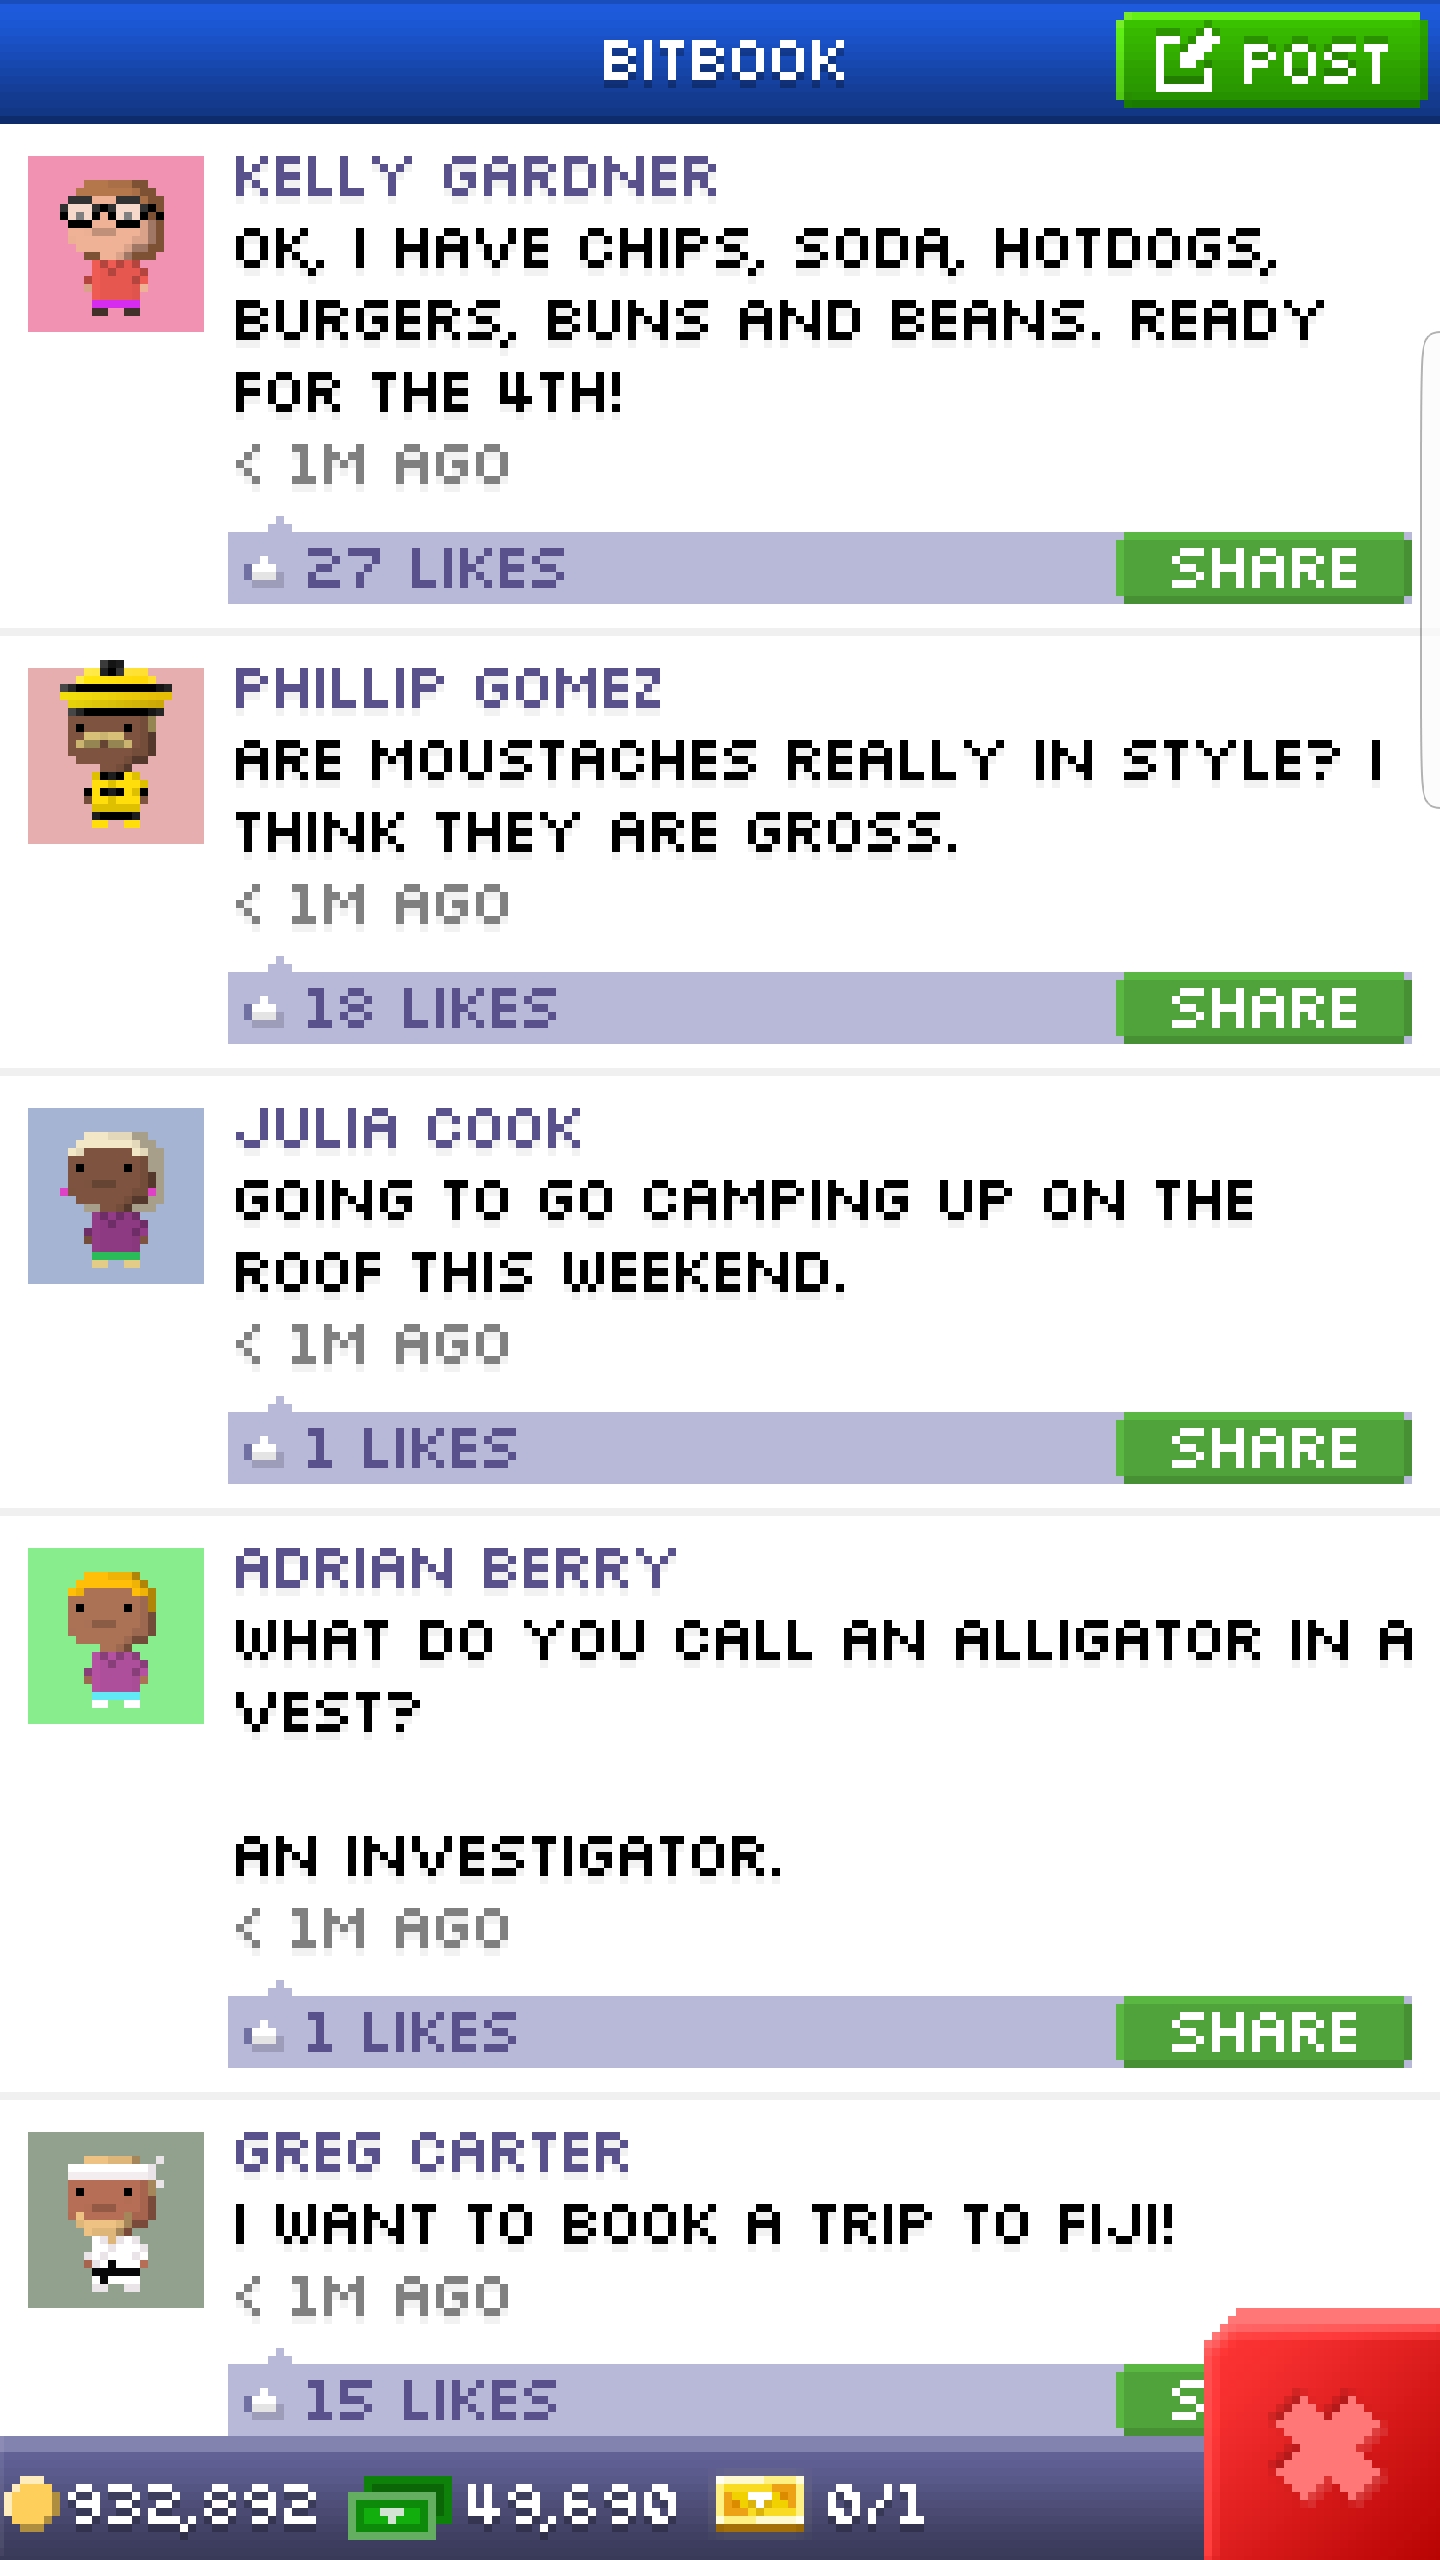 BITBOOK
POST
KELLY GARDNER
OK, I HAVE CHIPS, SODA, HOTDOGS,
BURGERS, BUNS AND BEANS. READY
FOR THE 4TH!
< 1M AGO
27 LIKES
SHARE
PHILLIP GOMEZ
ARE MOUSTACHES REALLY IN STYLE? I
THINK THEY ARE GROSS.
< 1M AGO
18 LIKES
SHARE
JULIA COOK
GOING TO GO CAMPING UP ON THE
ROOF THIS WEEKEND.
< 1M AGO
1 LIKES
SHARE
ADRIAN BERRY
WHAT DO YOU CALL AN ALLIGATOR IN A
VEST?
AN INVESTIGATOR.
< 1M AGO
1 LIKES
SHARE
GREG CARTER
I WANT TO BOOK A TRIP TO FIJI!
< 1M AGO
15 LIKES
S
932,892
49,690
0/1